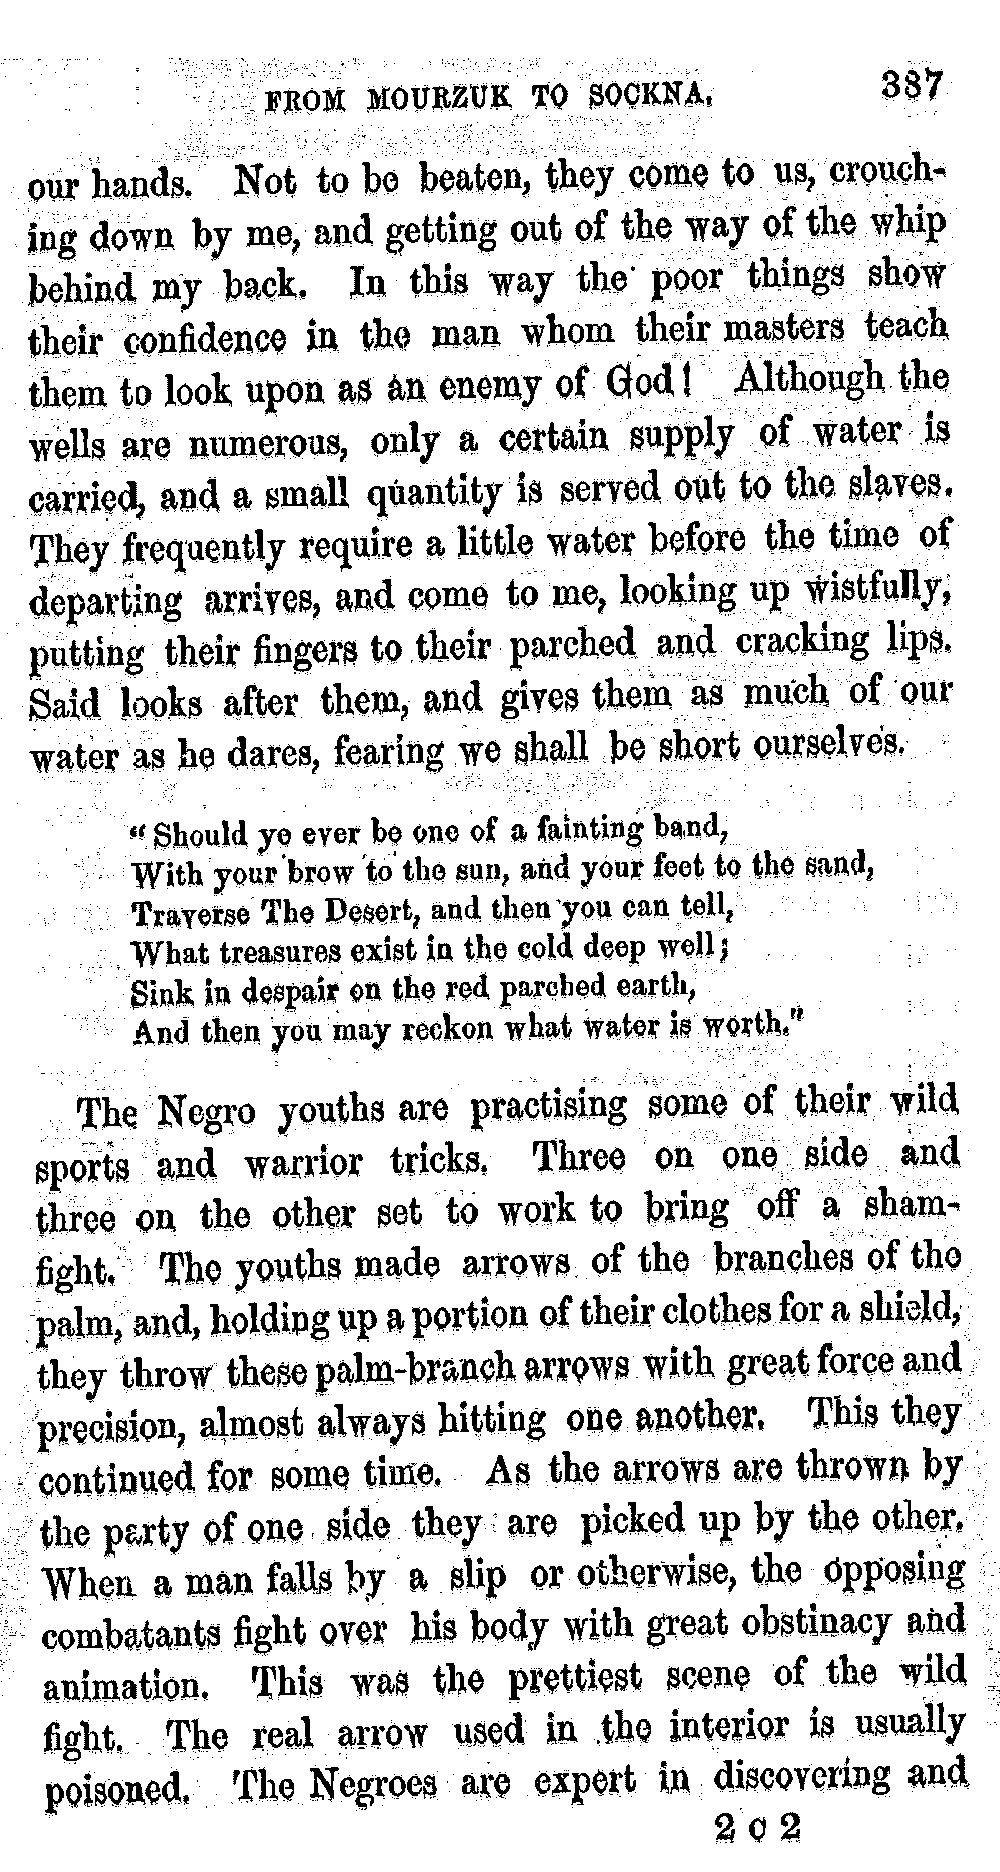 FROM MOURZUK TO SOCKNA. 387
our hands. Not to be beaten, they come to us, crouch-
ing down by me, and getting out of the way of the whip
behind my back. In this way the poor things show
their confidence in the man whom their masters teach
them to look upon as an enemy of God! Although the
wells are numerous, only a certain supply of water is
carried, and a small quantity is served out to the slaves.
They frequently require a little water before the time of
departing arrives, and come to me, looking up wistfully,
putting their fingers to their parched and cracking lips.
Said looks after them, and gives them as much of our
water as he dares, fearing we shall be short ourselves.
"Should ye ever be one of a fainting band,
With your brow to the sun, and your feet to the sand,
Traverse The Desert, and then you can tell,
What treasures exist in the cold deep well;
Sink in despair on the red parched earth,
And then you may reckon what water is worth."
The Negro youths are practising some of their wild
sports and warrior tricks. Three on one side and
three on the other set to work to bring off a sham-
fight. The youths made arrows of the branches of the
palm, and, holding up a portion of their clothes for a shield,
they throw these palm-branch arrows with great force and
precision, almost always hitting one another. This they
continued for some time. As the arrows are thrown by
the party of one side they are picked up by the other.
When a man falls by a slip or otherwise, the opposing
combatants fight over his body with great obstinacy and
animation. This was the prettiest scene of the wild
fight. The real arrow used in the interior is usually
poisoned. The Negroes are expert in discovering and
2 C 2